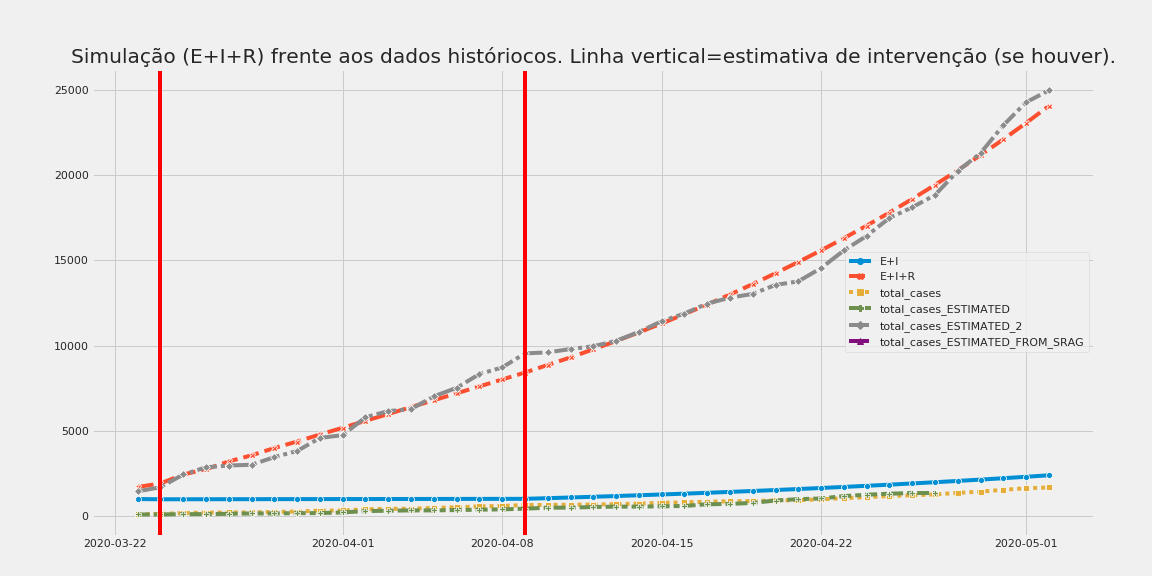 Simulação (E+I+R) frente aos dados históriocos. Linha vertical=estimativa de intervenção (se houver).
25000
20000
15000
10000
5000
0
E+I
E+I+R
total_cases
total_cases_ESTIMATED
total_cases_ESTIMATED_2
total_cases_ESTIMATED_FROM_SRAG
2020-03-22
2020-04-01
2020-04-08
2020-04-15
2020-04-22
2020-05-01